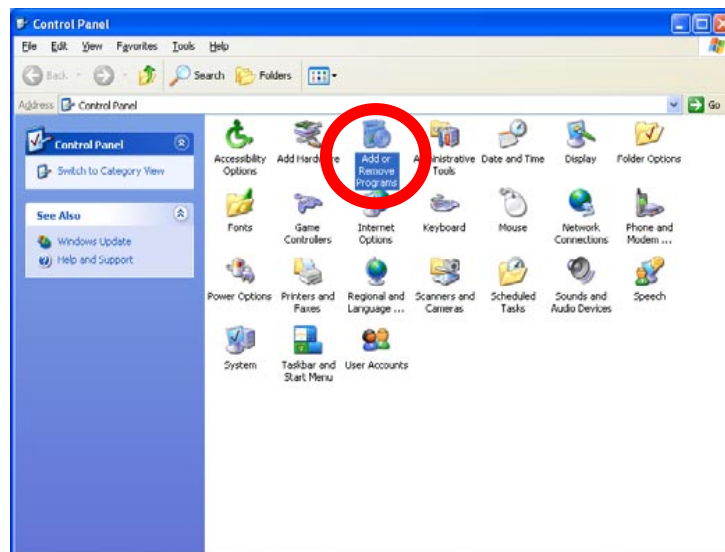 Control Panel
File Edit View Favorites Tools Help
Back Search Folders
Address Control Panel Go
Control Panel
Switch to Category View
See Also
Windows Update
Help and Support
Accessibility Options
Add Hardware
Add or Remove Programs
Administrative Tools
Date and Time
Display
Folder Options
Fonts
Game Controllers
Internet Options
Keyboard
Mouse
Network Connections
Phone and Modem ...
Power Options
Printers and Faxes
Regional and Language ...
Scanners and Cameras
Scheduled Tasks
Sounds and Audio Devices
Speech
System
Taskbar and Start Menu
User Accounts